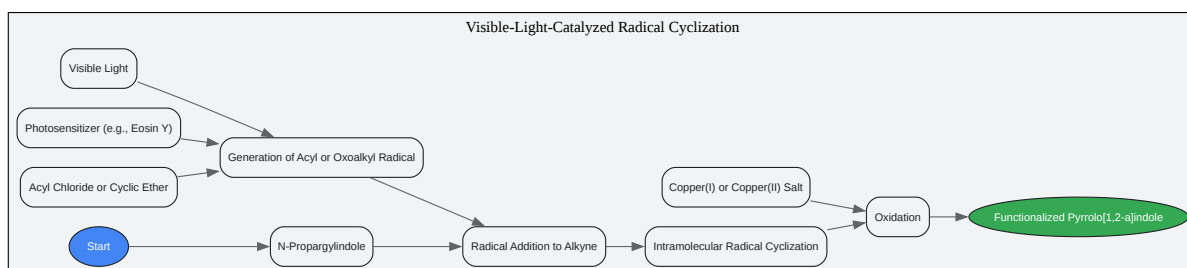 Visible-Light-Catalyzed Radical Cyclization
Visible Light
Photosensitizer (e.g., Eosin Y)
Generation of Acyl or Oxoalkyl Radical
Acyl Chloride or Cyclic Ether
Copper(I) or Copper(II) Salt
Oxidation
Functionalized Pyrrolo[1,2-a]indole
Start
N-Propargylindole
Radical Addition to Alkyne
Intramolecular Radical Cyclization